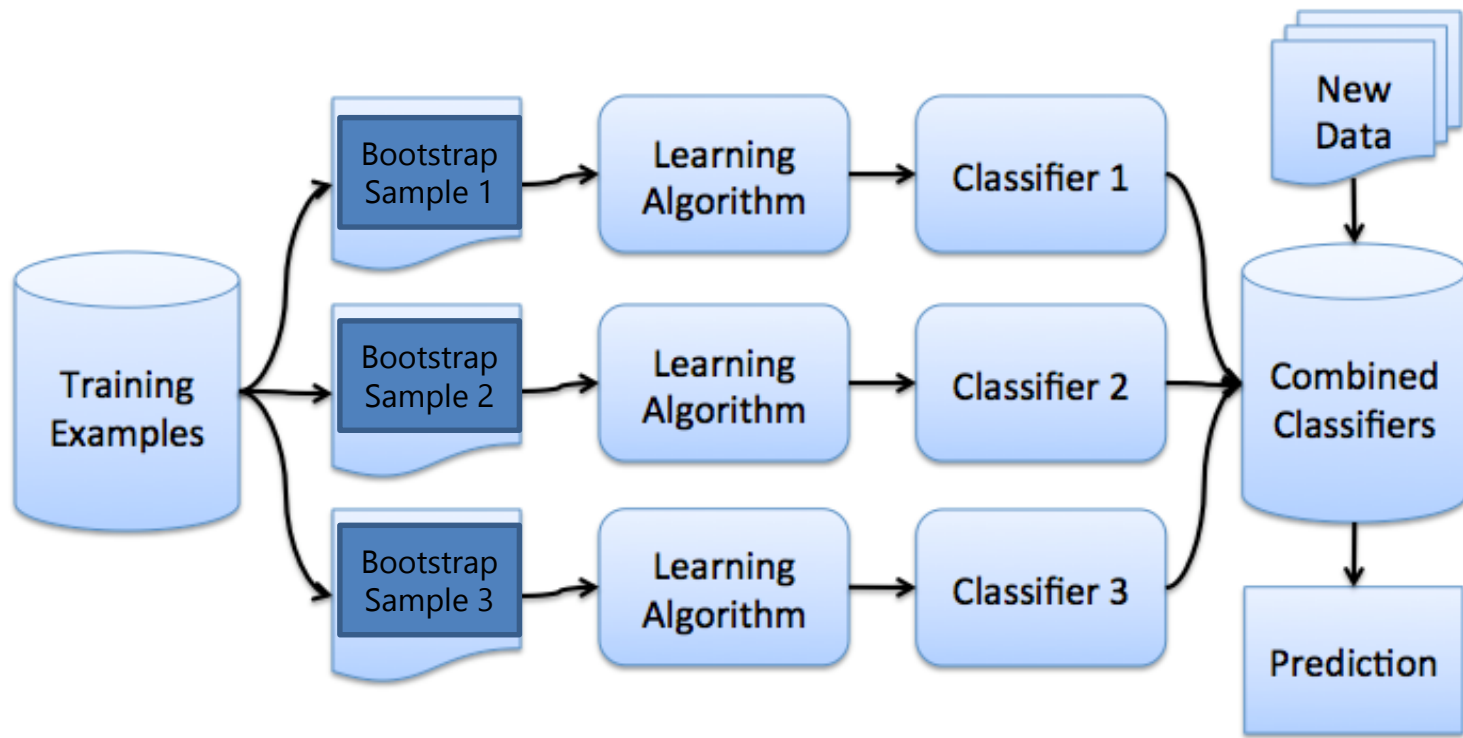 Training
Examples
Bootstrap
Sample 1
Learning
Algorithm
Classifier 1
Bootstrap
Sample 2
Learning
Algorithm
Classifier 2
Bootstrap
Sample 3
Learning
Algorithm
Classifier 3
New
Data
Combined
Classifiers
Prediction